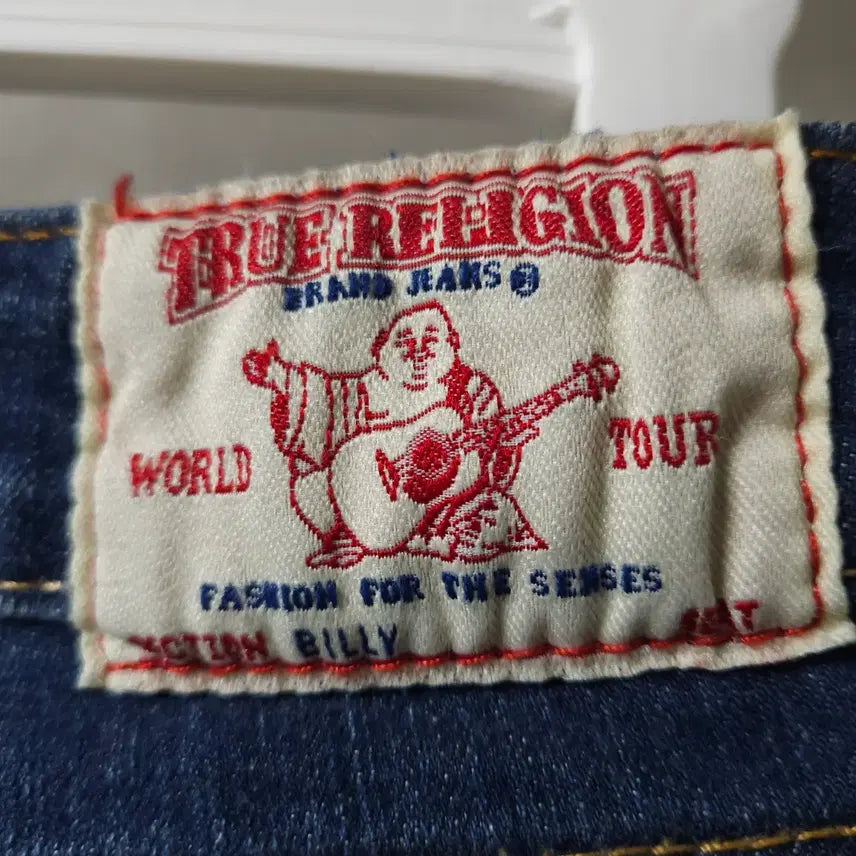 TRUE RELIGION
BRAND JEANS ®
WORLD TOUR
FASHION FOR THE SENSES
BILLY